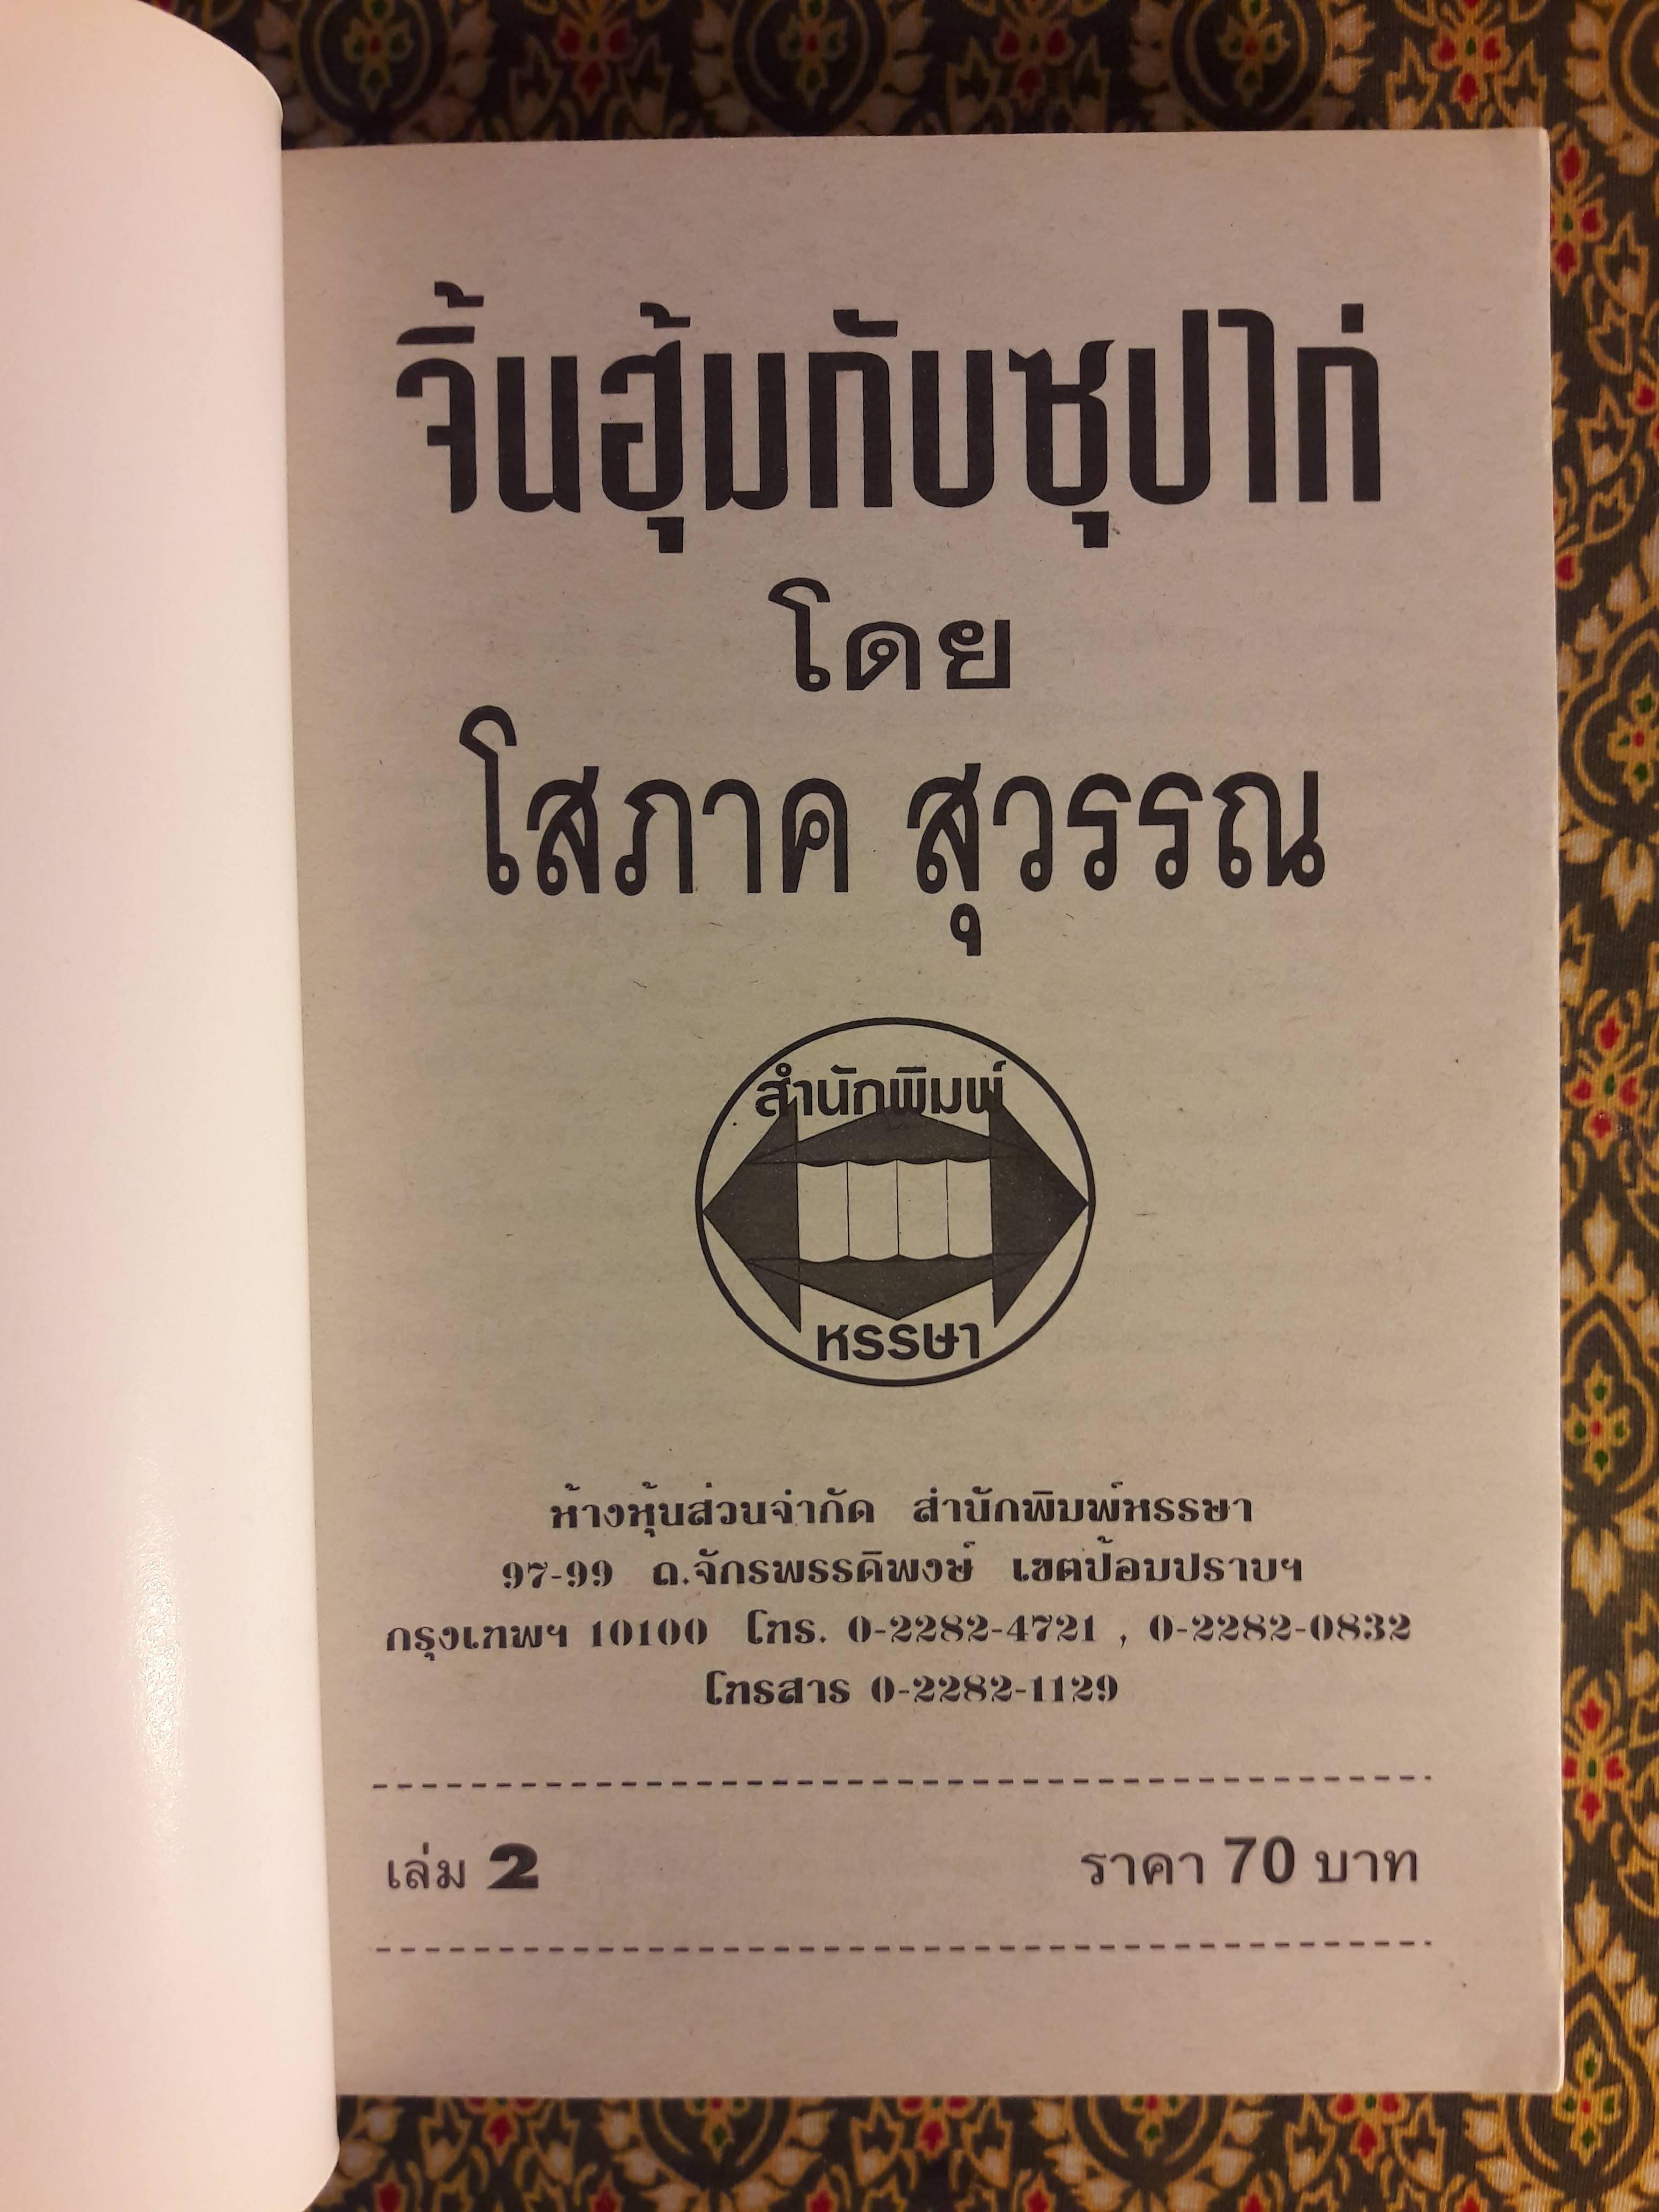 จิ้นฮุ้มกับซุปไก่
โดย
โสภาค สุวรรณ
สำนักพิมพ์
หรรษา
ห้างหุ้นส่วนจำกัด สำนักพิมพ์หรรษา
97-99 ถ.จักรพรรดิพงษ์ เขตป้อมปราบฯ
กรุงเทพฯ 10100 โทร. 0-2282-4721 , 0-2282-0832
โทรสาร 0-2282-1129
เล่ม 2 ราคา 70 บาท